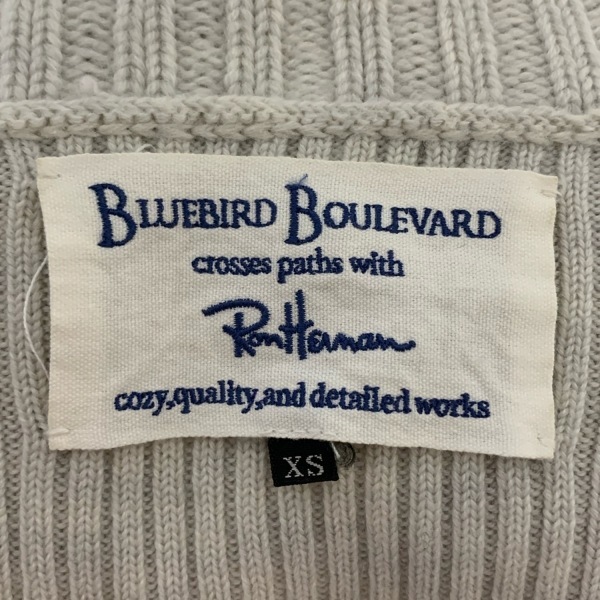 BLUEBIRD BOULEVARD
crosses paths with
Ron Herman
cozy,quality,and detailed works
XS